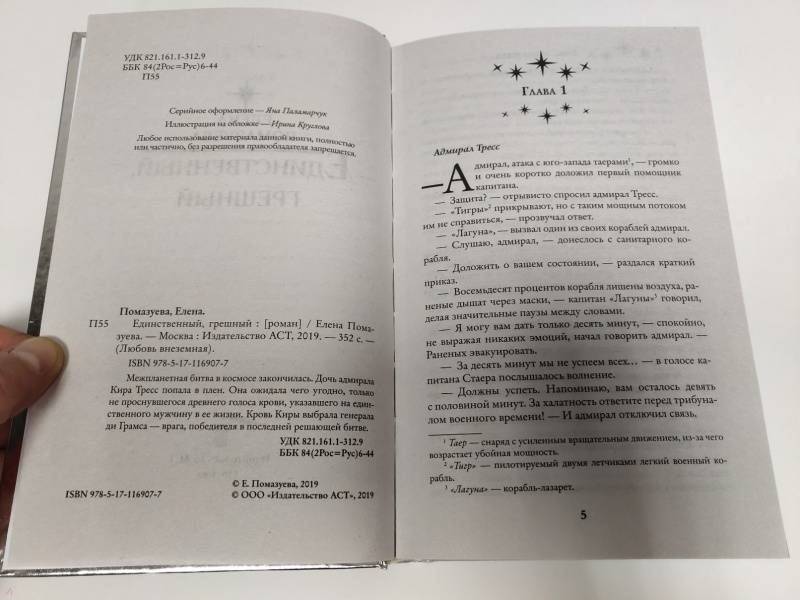 УДК 821.161.1-312.9
ББК 84(2Рос=Рус)6-44
П55
Серийное оформление — Яна Паламарчук
Иллюстрация на обложке — Ирина Круглова
Любое использование материала данной книги, полностью
или частично, без разрешения правообладателя запрещается.
ЕДИНСТВЕННЫЙ,
ГРЕШНЫЙ
Помазуева, Елена.
П55 Единственный, грешный : [роман] / Елена Пома-
зуева. — Москва : Издательство АСТ, 2019. — 352 с. —
(Любовь внеземная).
ISBN 978-5-17-116907-7
Межпланетная битва в космосе закончилась. Дочь адмирала
Кира Тресс попала в плен. Она ожидала чего угодно, только
не проснувшегося древнего голоса крови, указавшего на един-
ственного мужчину в ее жизни. Кровь Киры выбрала генерала
ди Грамса — врага, победителя в последней решающей битве.
УДК 821.161.1-312.9
ББК 84(2Рос=Рус)6-44
ISBN 978-5-17-116907-7
© Е. Помазуева, 2019
© ООО «Издательство АСТ», 2019
ГЛАВА 1
Адмирал Тресс
—Адмирал, атака с юго-запада таерами¹, — громко
и очень коротко доложил первый помощник
капитана.
— Защита? — отрывисто спросил адмирал Тресс.
— «Тигры»² прикрывают, но с таким мощным потоком
им не справиться, — прозвучал ответ.
— «Лагуна», — вызвал один из своих кораблей адмирал.
— Слушаю, адмирал, — донеслось с санитарного ко-
рабля.
— Доложить о вашем состоянии, — раздался краткий
приказ.
— Восемьдесят процентов корабля лишены воздуха, ра-
неные дышат через маски, — капитан «Лагуны»³ говорил,
делая значительные паузы между словами.
— Я могу вам дать только десять минут, — спокойно,
не выражая никаких эмоций, начал говорить адмирал. —
Раненых эвакуировать.
— За десять минут мы не успеем всех... — в голосе ка-
питана Стаера послышалось волнение.
— Должны успеть. Напоминаю, вам осталось девять
с половиной минут. За халатность ответите перед трибуна-
лом военного времени! — И адмирал отключил связь,
¹ Таер — снаряд с усиленным вращательным движением, из-за чего
возрастает убойная мощность.
² «Тигр» — пилотируемый двумя летчиками легкий военный ко-
рабль.
³ «Лагуна» — корабль-лазарет.
5